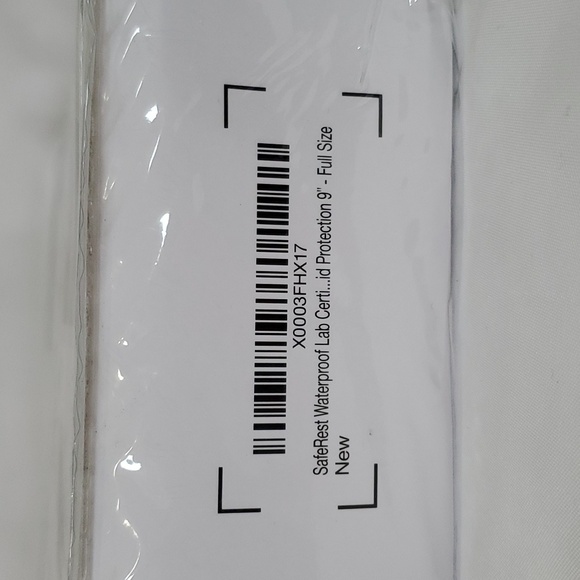 X0003FHX17
SafeRest Waterproof Lab Certi...id Protection 9" - Full Size
New